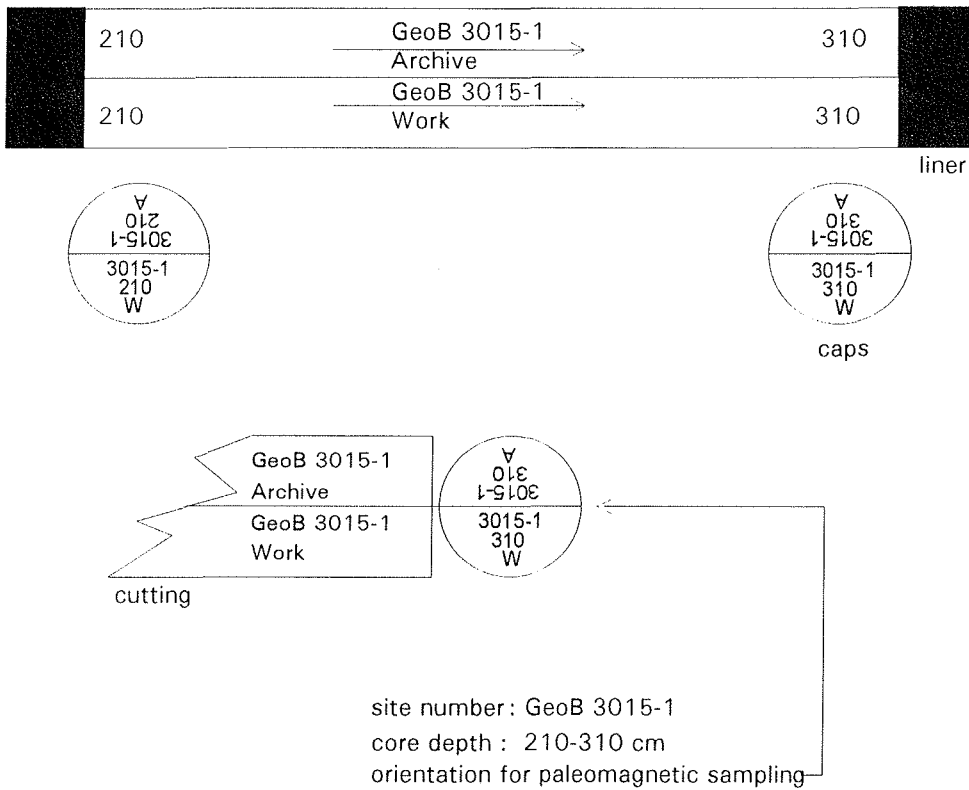 210 GeoB 3015-1 310
Archive
210 GeoB 3015-1 310
Work
liner
A
210
3015-1
3015-1
210
W
A
310
3015-1
3015-1
310
W
caps
GeoB 3015-1
Archive
GeoB 3015-1
Work
A
310
3015-1
3015-1
310
W
cutting
site number: GeoB 3015-1
core depth : 210-310 cm
orientation for paleomagnetic sampling